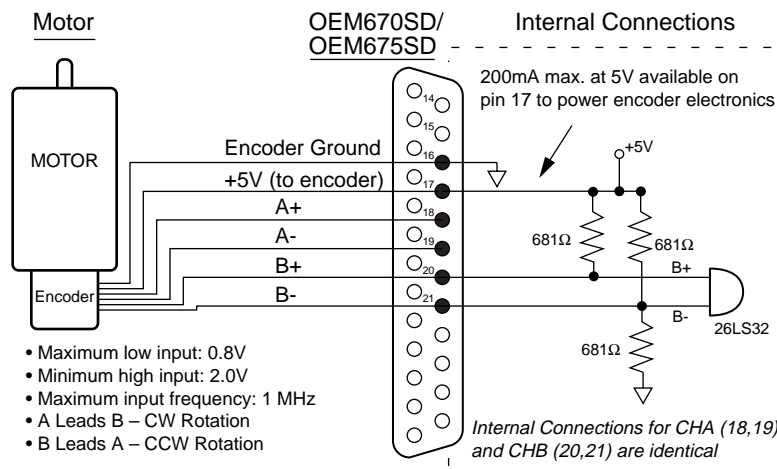 Motor
OEM670SD/
OEM675SD
Internal Connections
200mA max. at 5V available on
pin 17 to power encoder electronics
14
15
16
17
18
19
20
21
MOTOR
Encoder
Encoder Ground
+5V (to encoder)
A+
A-
B+
B-
+5V
681Ω
681Ω
B+
B-
26LS32
681Ω
• Maximum low input: 0.8V
• Minimum high input: 2.0V
• Maximum input frequency: 1 MHz
• A Leads B – CW Rotation
• B Leads A – CCW Rotation
Internal Connections for CHA (18,19)
and CHB (20,21) are identical